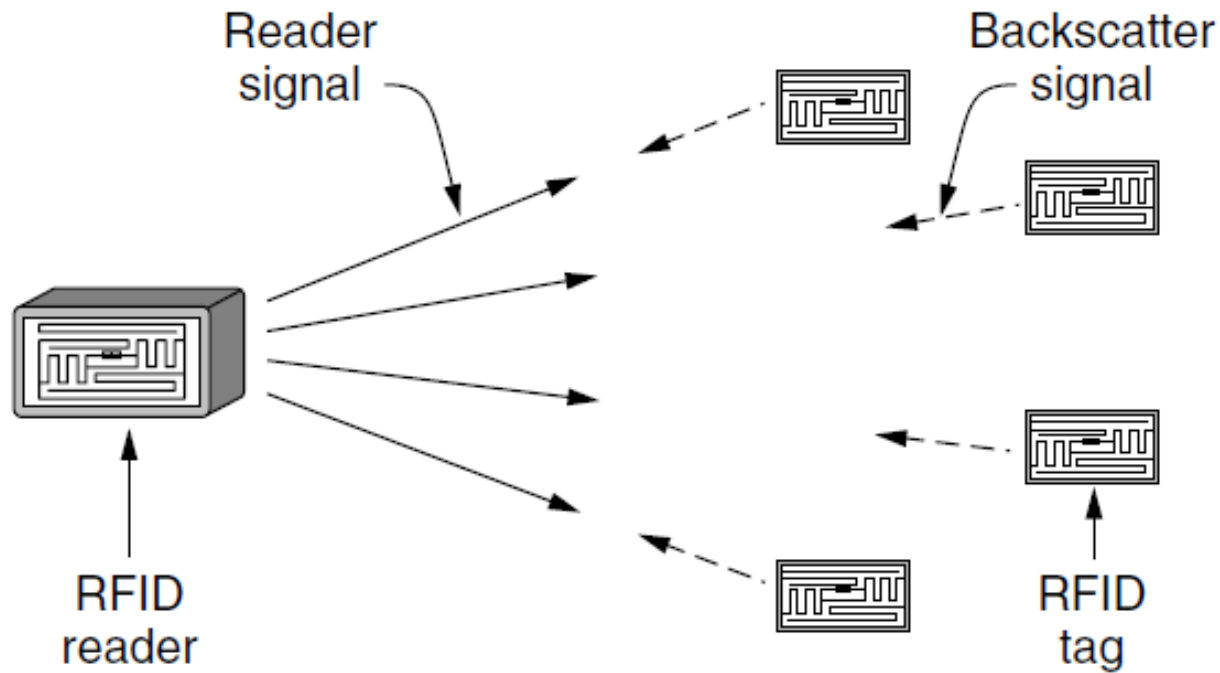 Reader
signal
Backscatter
signal
RFID
reader
RFID
tag